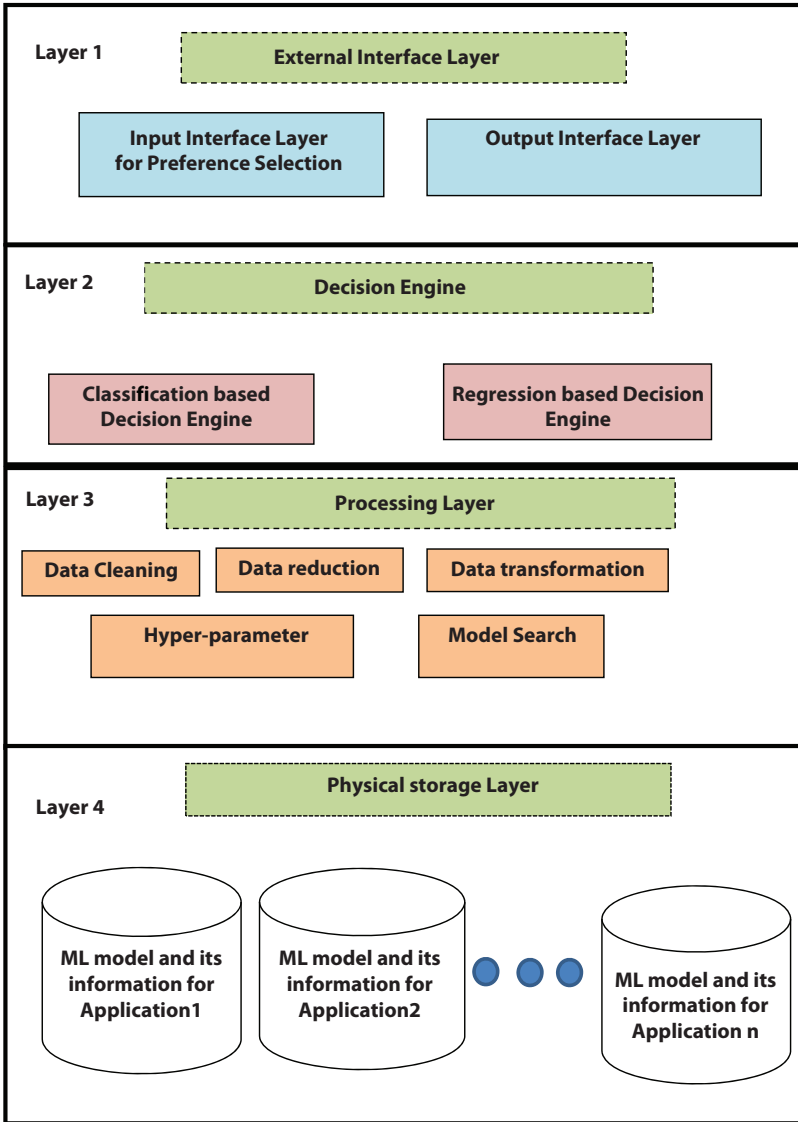 Layer 1
External Interface Layer
Input Interface Layer
for Preference Selection
Output Interface Layer
Layer 2
Decision Engine
Classification based
Decision Engine
Regression based Decision
Engine
Layer 3
Processing Layer
Data Cleaning
Data reduction
Data transformation
Hyper-parameter
Model Search
Layer 4
Physical storage Layer
ML model and its
information for
Application1
ML model and its
information for
Application2
ML model and its
information for
Application n